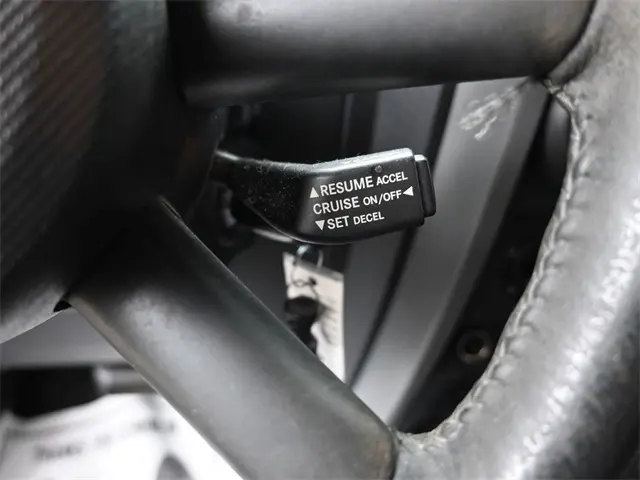 ▲RESUME ACCEL
CRUISE ON/OFF◀
▼SET DECEL